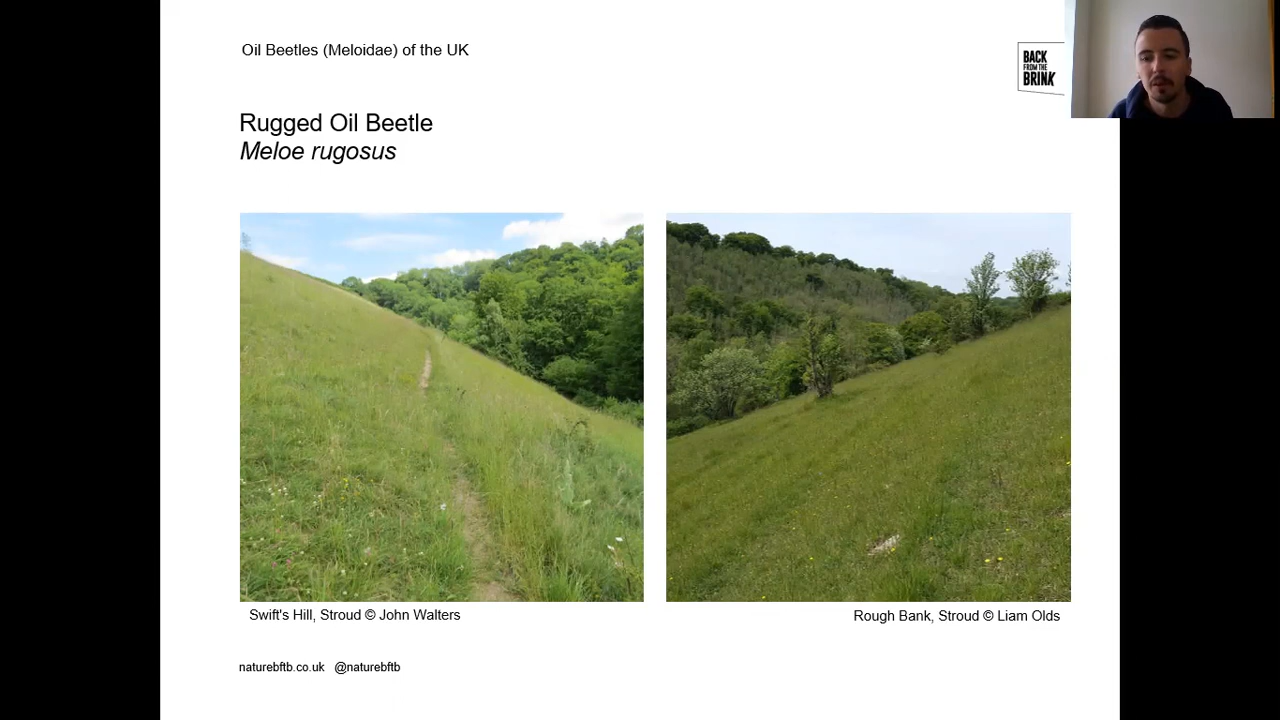 Oil Beetles (Meloidae) of the UK
BACK
FROM THE
BRINK
Rugged Oil Beetle
Meloe rugosus
Swift's Hill, Stroud © John Walters
Rough Bank, Stroud © Liam Olds
naturebftb.co.uk @naturebftb